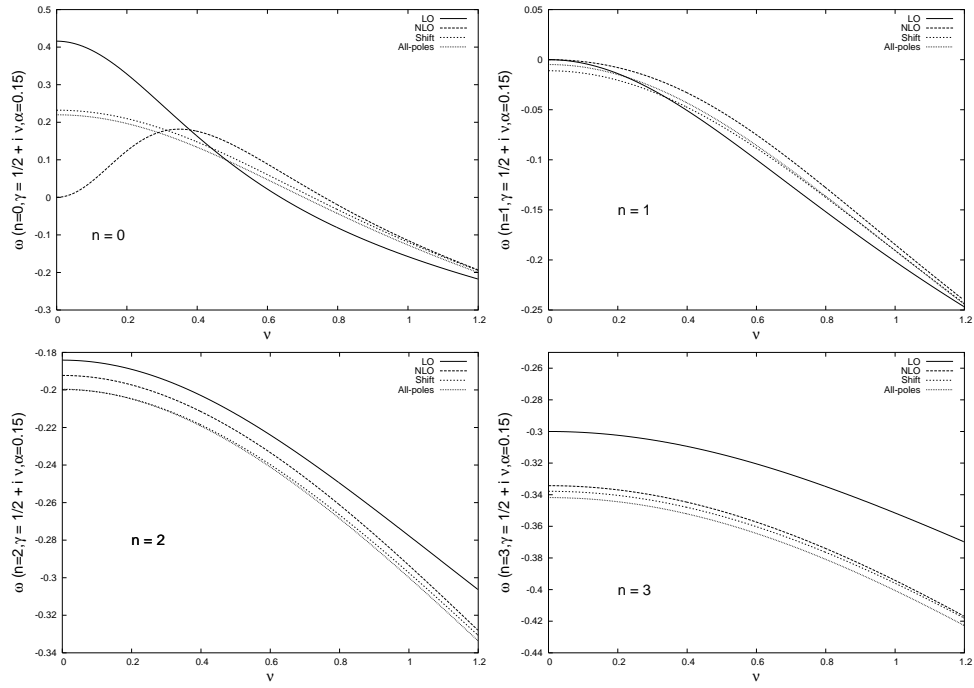 0.5
0.4
0.3
0.2
0.1
0
-0.1
-0.2
-0.3
ω (n=0,γ = 1/2 + i ν,α=0.15)
LO
NLO
Shift
All-poles
n = 0
0 0.2 0.4 0.6 0.8 1 1.2
ν
0.05
0
-0.05
-0.1
-0.15
-0.2
-0.25
ω (n=1,γ = 1/2 + i ν,α=0.15)
LO
NLO
Shift
All-poles
n = 1
0 0.2 0.4 0.6 0.8 1 1.2
ν
-0.18
-0.2
-0.22
-0.24
-0.26
-0.28
-0.3
-0.32
-0.34
ω (n=2,γ = 1/2 + i ν,α=0.15)
LO
NLO
Shift
All-poles
n = 2
0 0.2 0.4 0.6 0.8 1 1.2
ν
-0.26
-0.28
-0.3
-0.32
-0.34
-0.36
-0.38
-0.4
-0.42
-0.44
ω (n=3,γ = 1/2 + i ν,α=0.15)
LO
NLO
Shift
All-poles
n = 3
0 0.2 0.4 0.6 0.8 1 1.2
ν